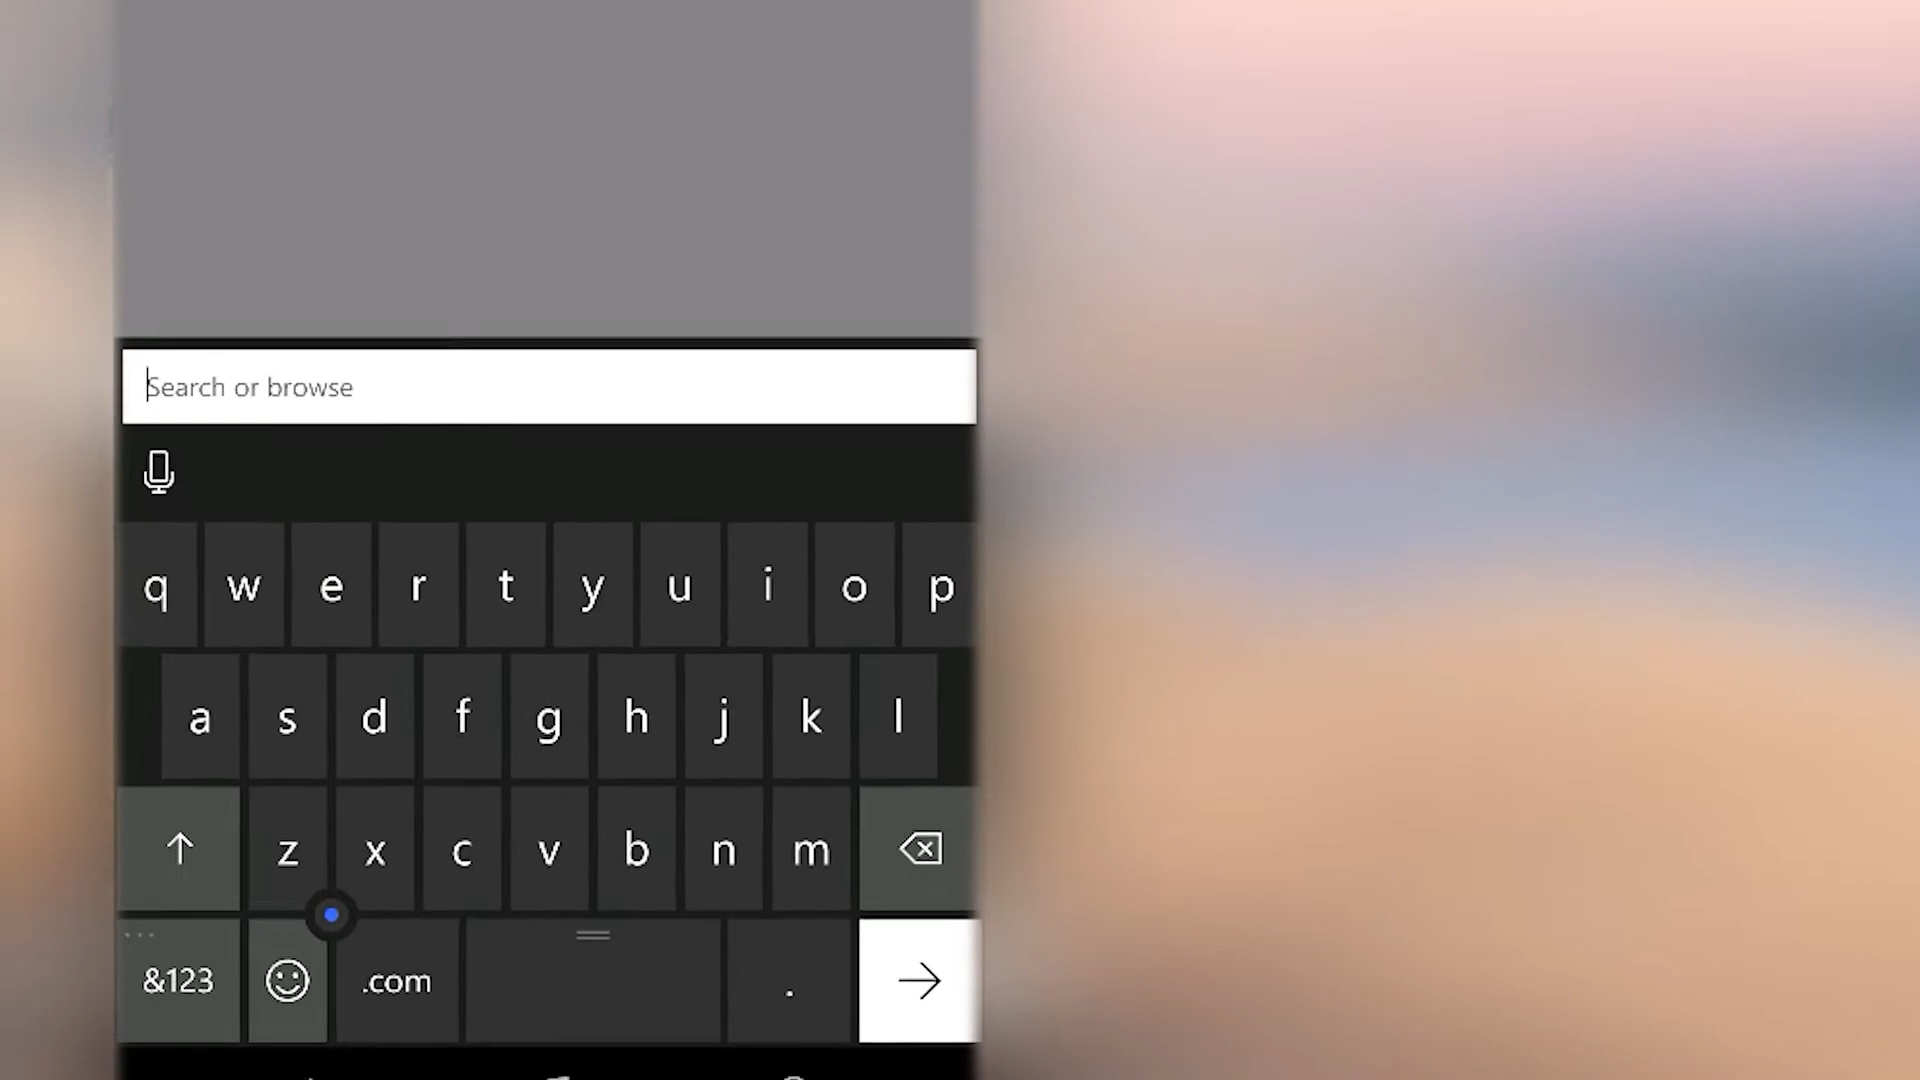 Search or browse
q w e r t y u i o p
a s d f g h j k l
z x c v b n m
&123 .com .